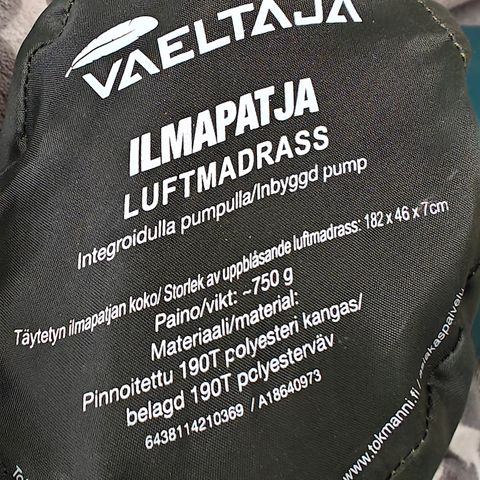 VAELTAJA
ILMAPATJA
LUFTMADRASS
Integroidulla pumpulla/Inbyggd pump
Täytetyn ilmapatjan koko/ Storlek av uppblåsande luftmadrass: 182 x 46 x 7cm
Paino/vikt: ~750 g
Materiaali/material:
Pinnoitettu 190T polyesteri kangas/
belagd 190T polyesterväv
6438114210369 / A18640973
www.tokmanni.fi/